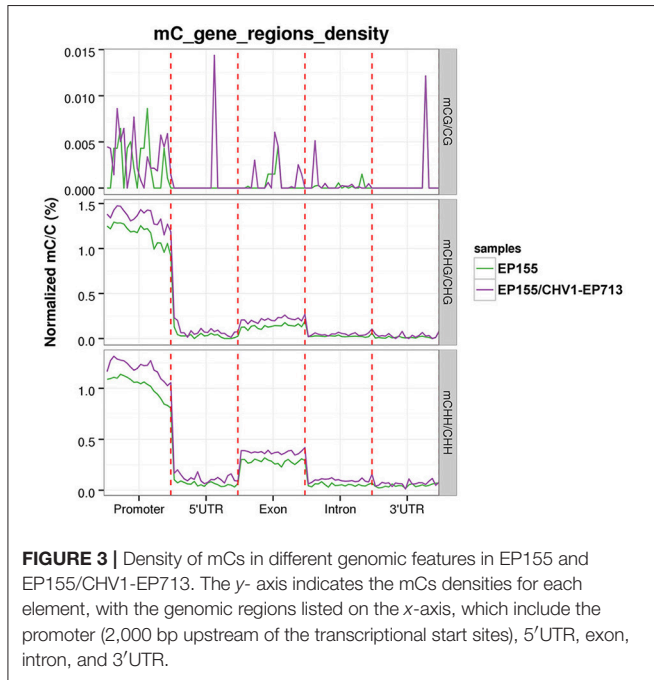 mC_gene_regions_density
0.015
0.010
0.005
0.000
mCG/CG
1.5
1.0
0.5
0.0
mCHG/CHG
1.0
0.5
0.0
mCHH/CHH
Normalized mC/C (%)
Promoter 5'UTR Exon Intron 3'UTR
samples
EP155
EP155/CHV1-EP713
FIGURE 3 | Density of mCs in different genomic features in EP155 and
EP155/CHV1-EP713. The y- axis indicates the mCs densities for each
element, with the genomic regions listed on the x-axis, which include the
promoter (2,000 bp upstream of the transcriptional start sites), 5′UTR, exon,
intron, and 3′UTR.